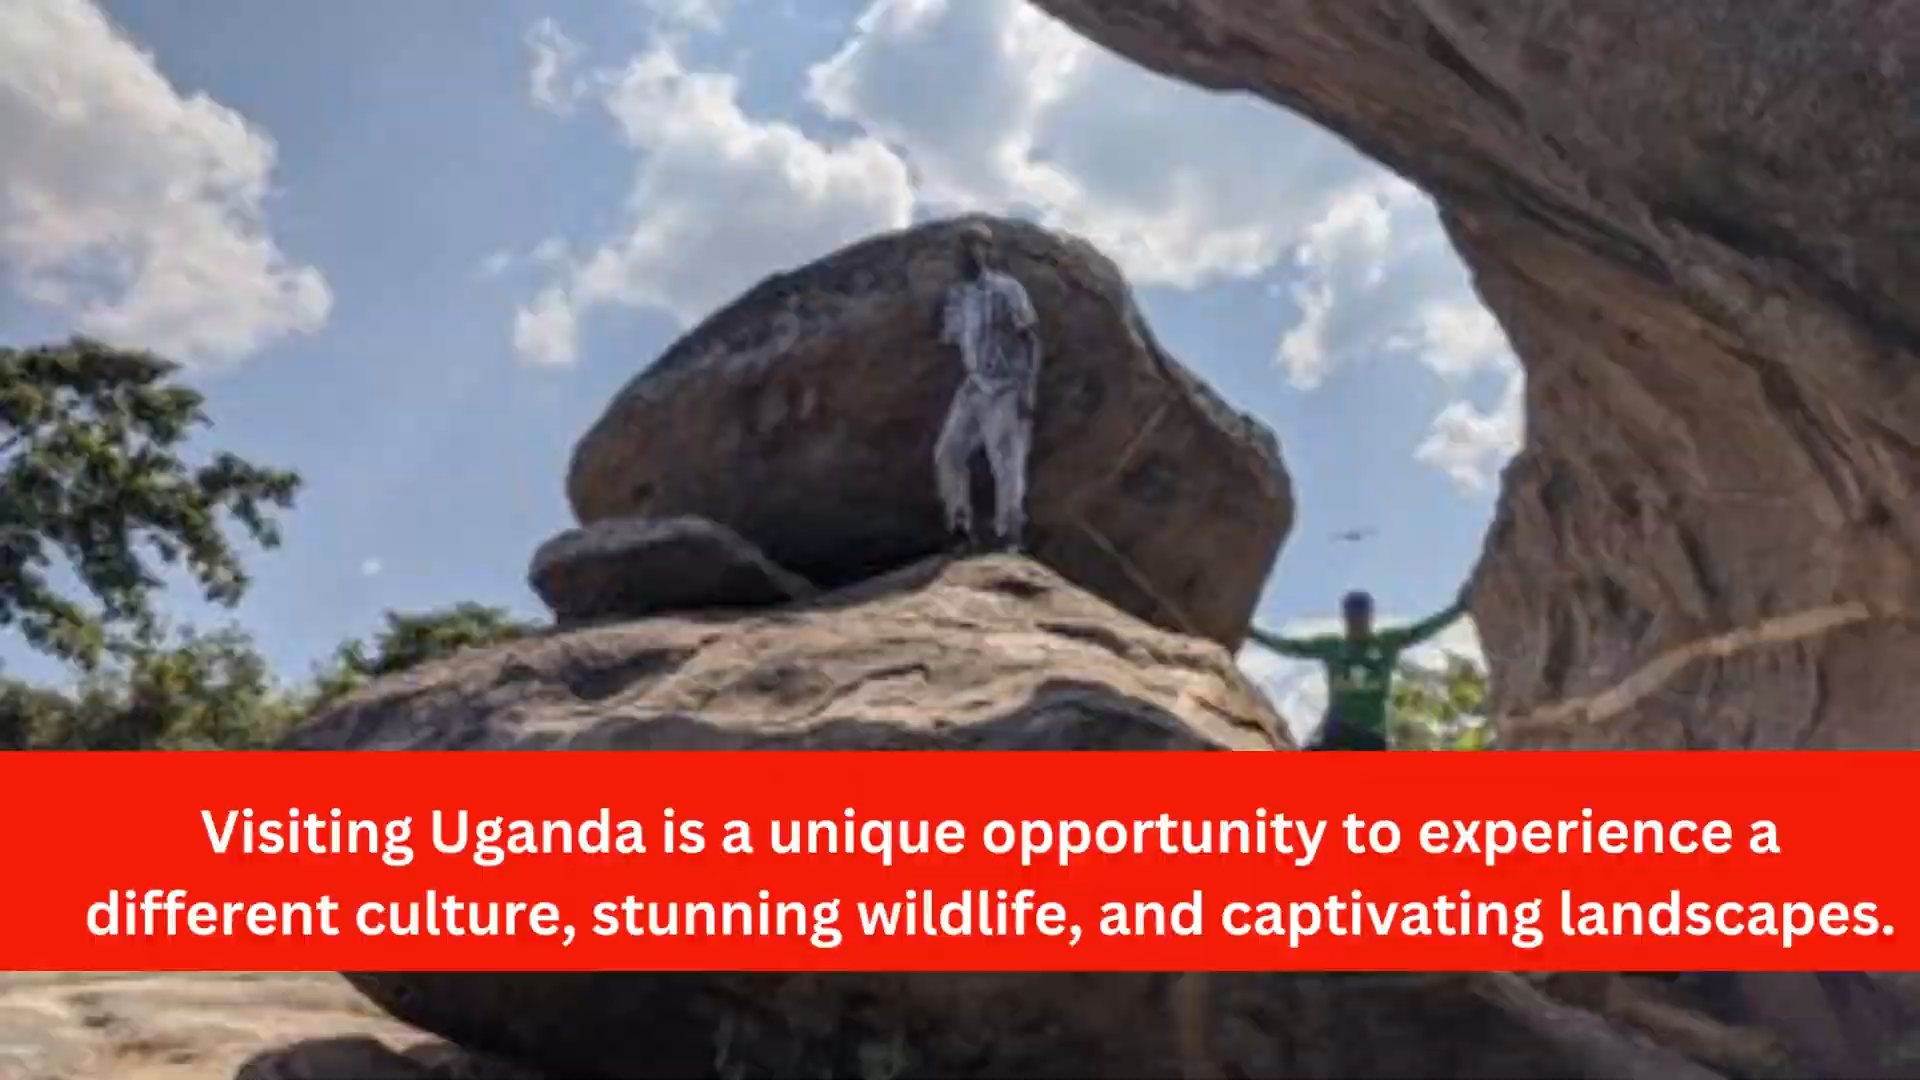 Visiting Uganda is a unique opportunity to experience a
different culture, stunning wildlife, and captivating landscapes.